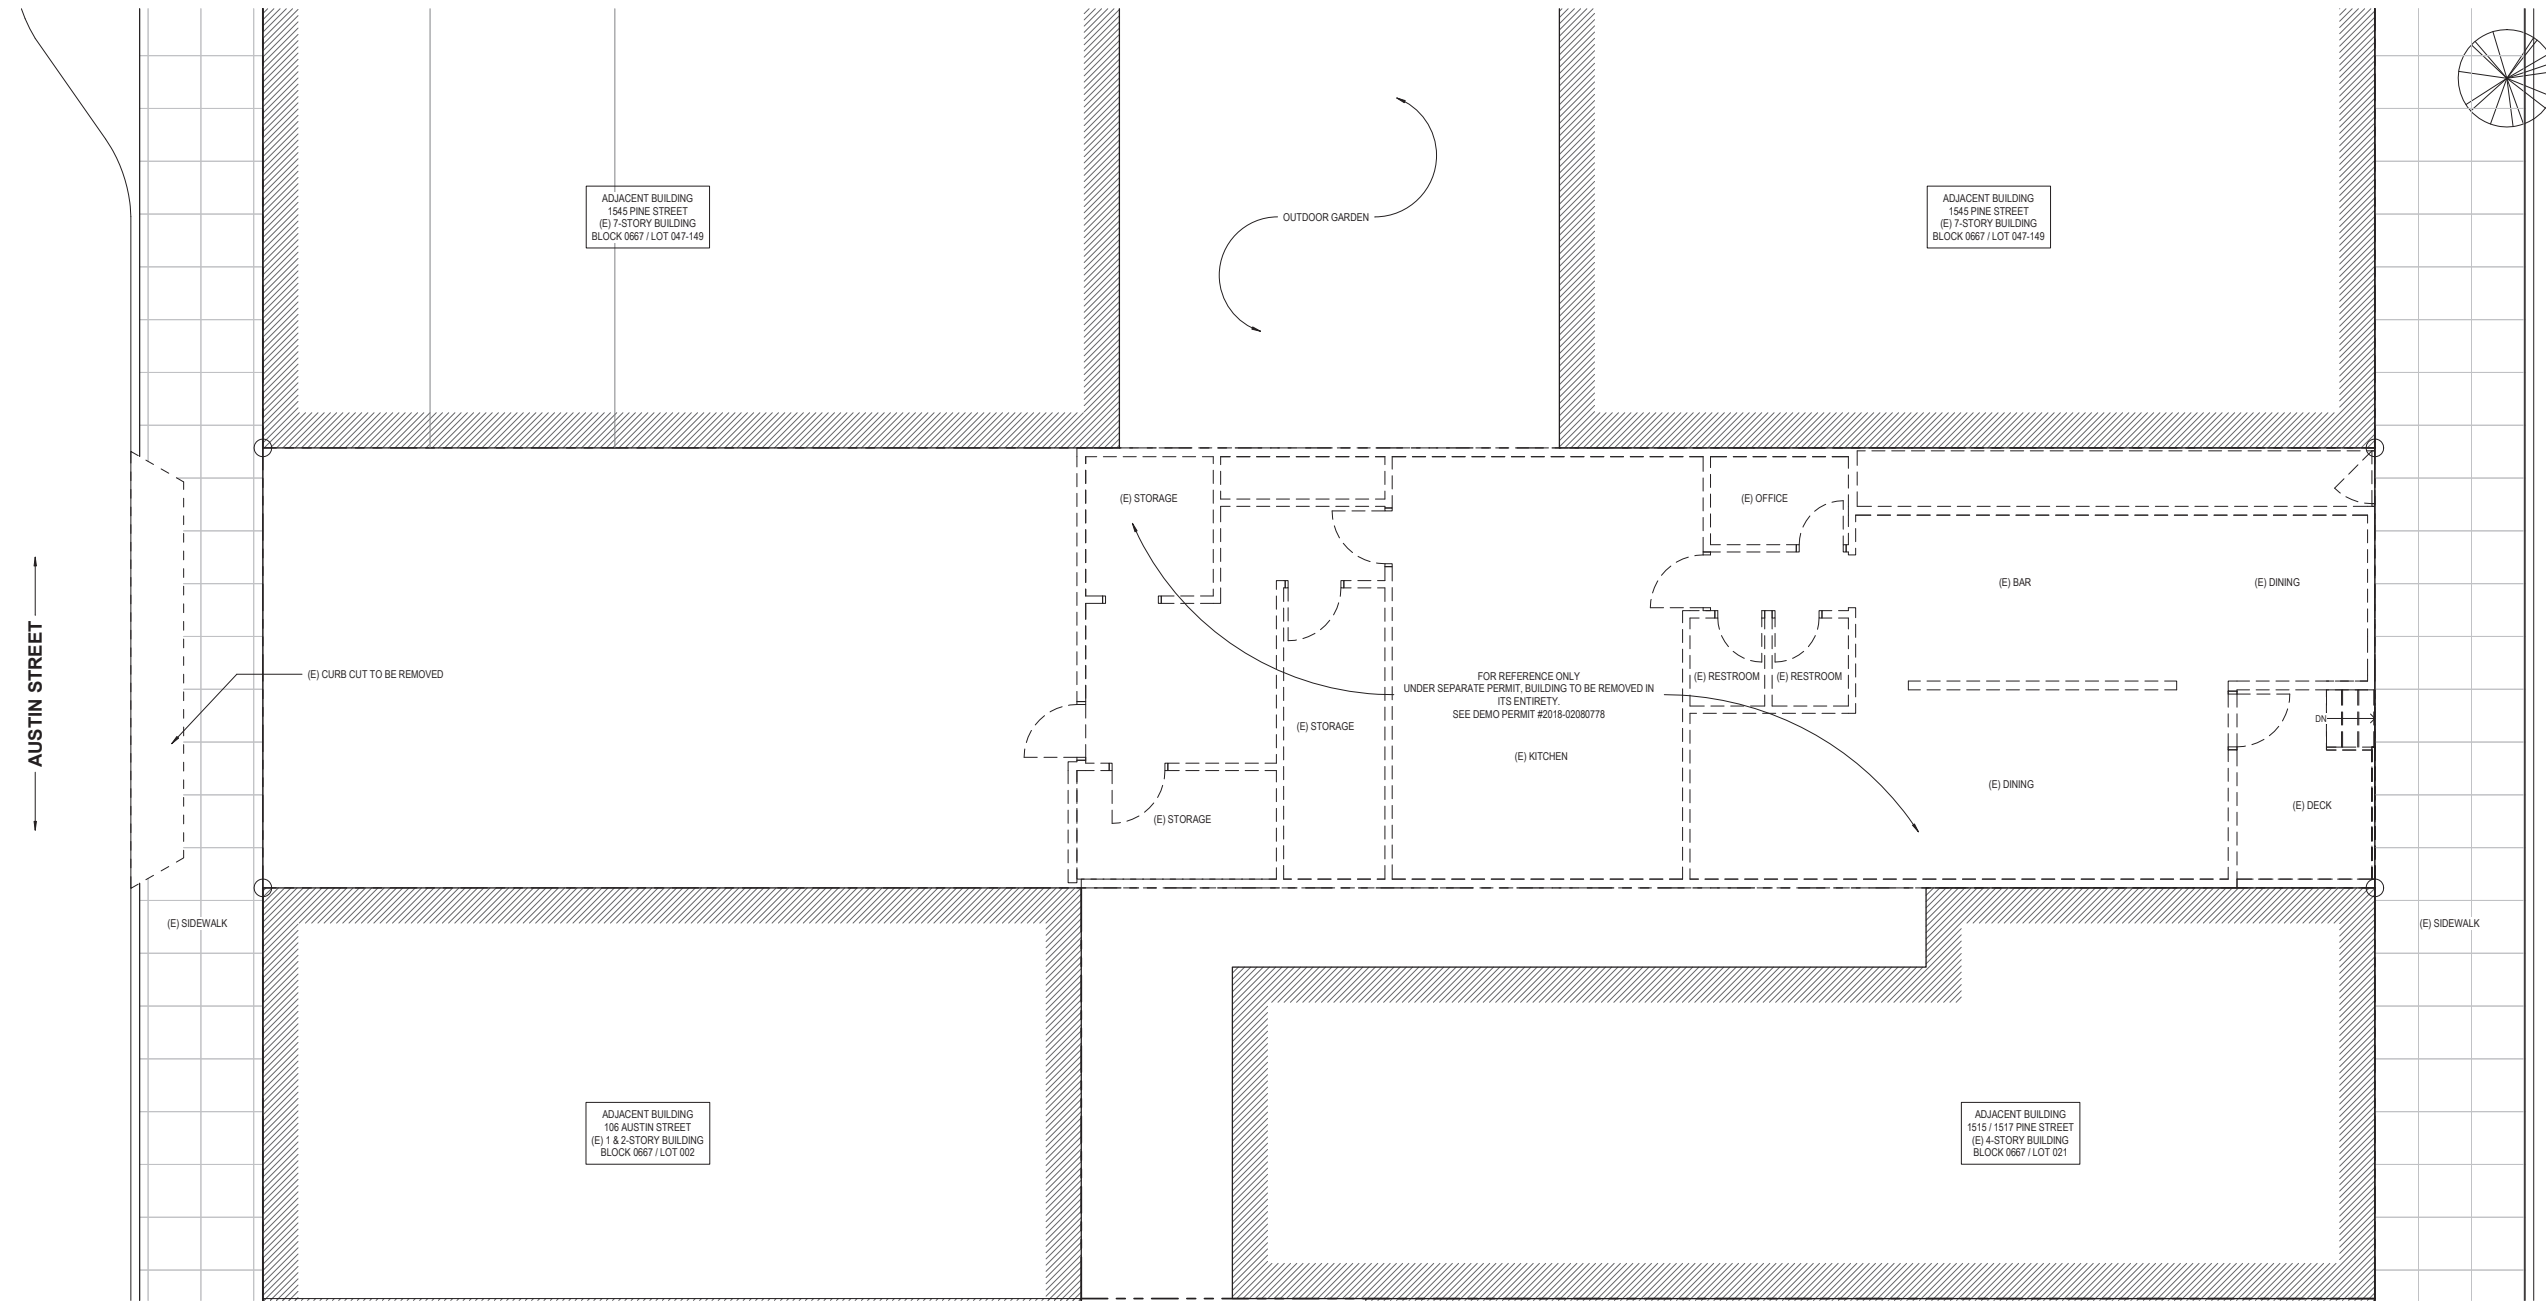 ADJACENT BUILDING
1545 PINE STREET
(E) 7-STORY BUILDING
BLOCK 0667 / LOT 047-149
OUTDOOR GARDEN
ADJACENT BUILDING
1545 PINE STREET
(E) 7-STORY BUILDING
BLOCK 0667 / LOT 047-149
(E) STORAGE
(E) OFFICE
(E) BAR
(E) DINING
AUSTIN STREET
(E) CURB CUT TO BE REMOVED
FOR REFERENCE ONLY
UNDER SEPARATE PERMIT, BUILDING TO BE REMOVED IN
ITS ENTIRETY.
SEE DEMO PERMIT #2018-02080778
(E) RESTROOM
(E) RESTROOM
(E) STORAGE
DN
(E) KITCHEN
(E) DINING
(E) DECK
(E) STORAGE
(E) SIDEWALK
(E) SIDEWALK
ADJACENT BUILDING
106 AUSTIN STREET
(E) 1 & 2-STORY BUILDING
BLOCK 0667 / LOT 002
ADJACENT BUILDING
1515 / 1517 PINE STREET
(E) 4-STORY BUILDING
BLOCK 0667 / LOT 021